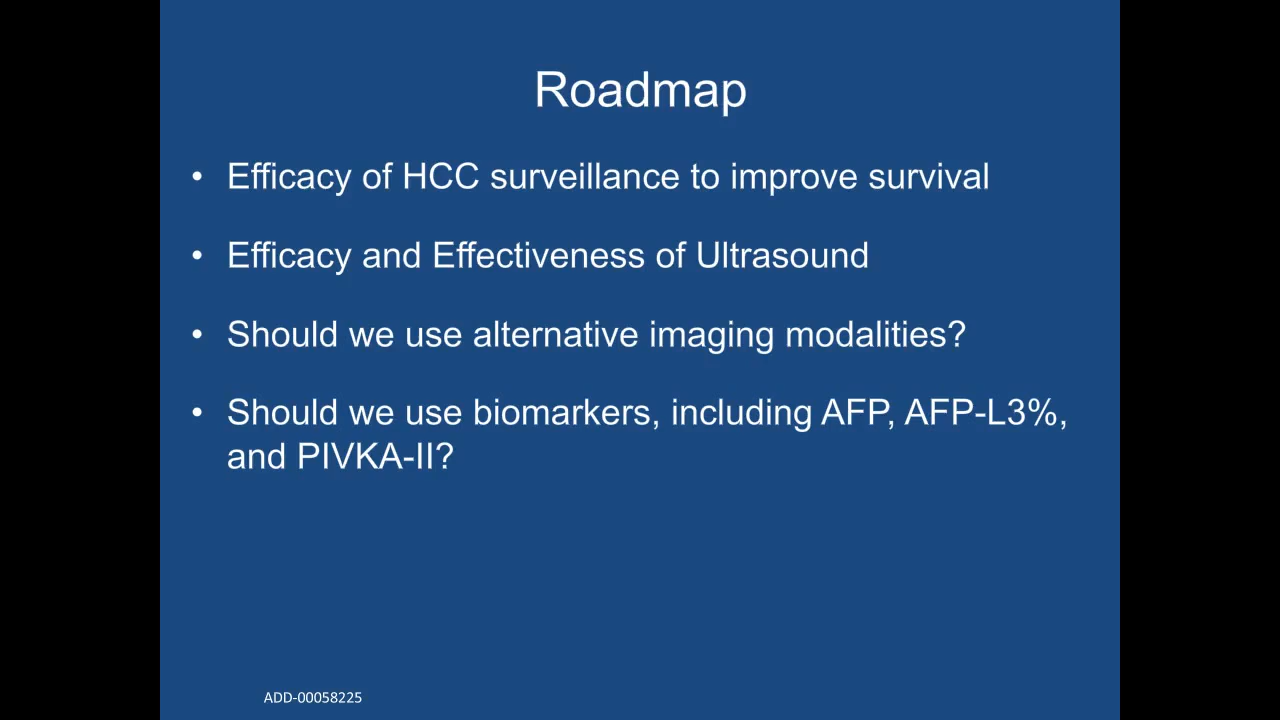 Roadmap
• Efficacy of HCC surveillance to improve survival
• Efficacy and Effectiveness of Ultrasound
• Should we use alternative imaging modalities?
• Should we use biomarkers, including AFP, AFP-L3%,
and PIVKA-II?
ADD-00058225